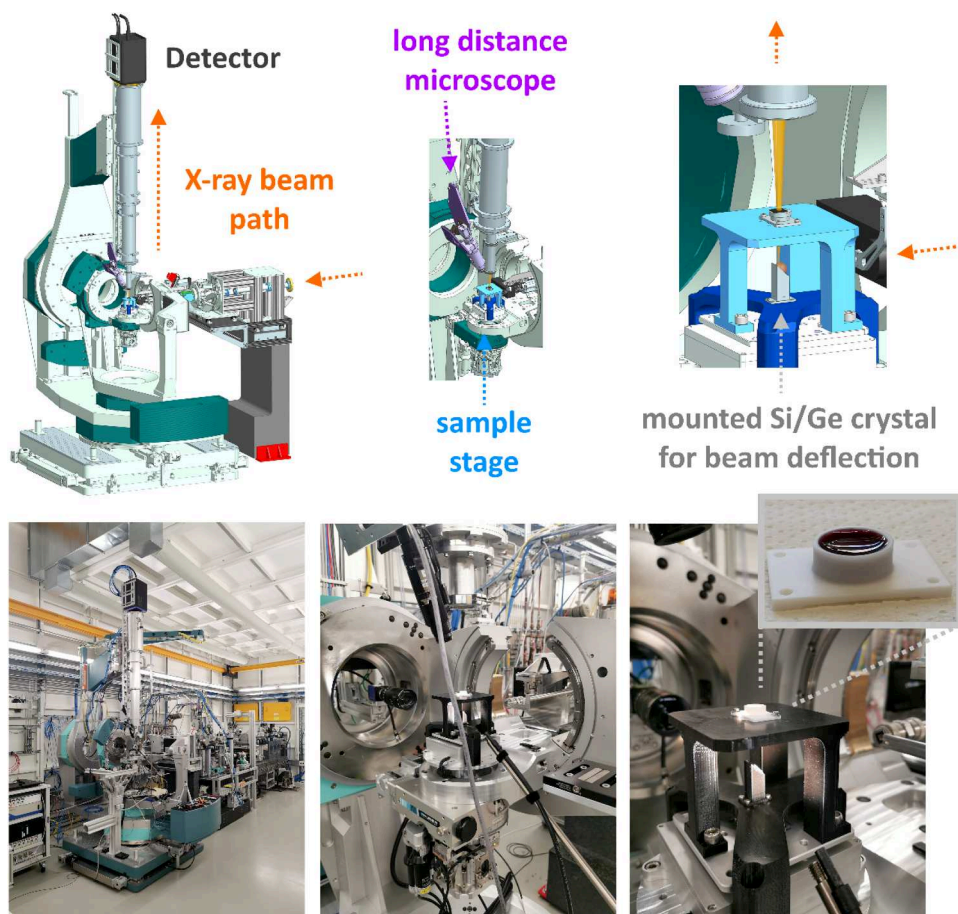 Detector
X-ray beam
path
long distance
microscope
sample
stage
mounted Si/Ge crystal
for beam deflection